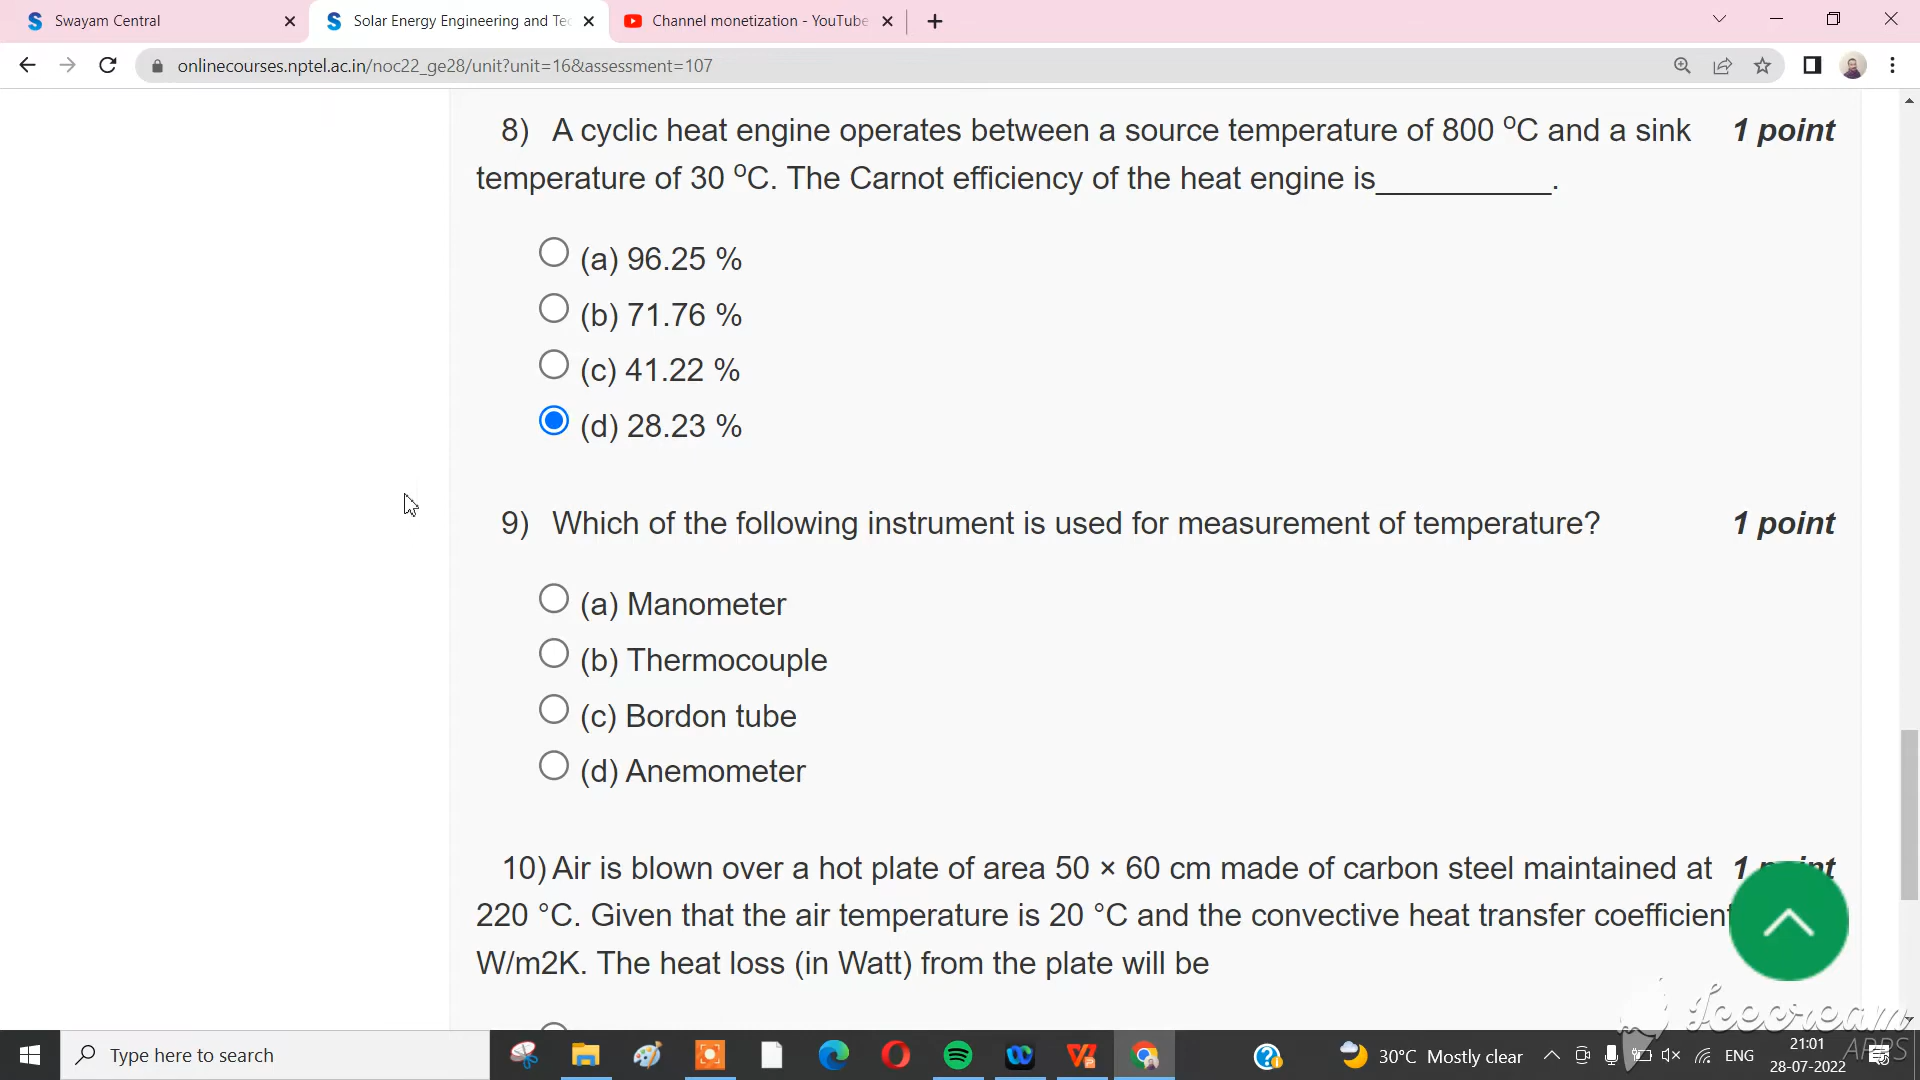 Swayam Central
Solar Energy Engineering and Te
Channel monetization - YouTube
onlinecourses.nptel.ac.in/noc22_ge28/unit?unit=16&assessment=107
8) A cyclic heat engine operates between a source temperature of 800 °C and a sink 1 point
temperature of 30 °C. The Carnot efficiency of the heat engine is__________.
(a) 96.25 %
(b) 71.76 %
(c) 41.22 %
(d) 28.23 %
9) Which of the following instrument is used for measurement of temperature? 1 point
(a) Manometer
(b) Thermocouple
(c) Bordon tube
(d) Anemometer
10) Air is blown over a hot plate of area 50 × 60 cm made of carbon steel maintained at 1 point
220 °C. Given that the air temperature is 20 °C and the convective heat transfer coefficient
W/m2K. The heat loss (in Watt) from the plate will be
Icecream
APPS
Type here to search
30°C Mostly clear
ENG
21:01
28-07-2022